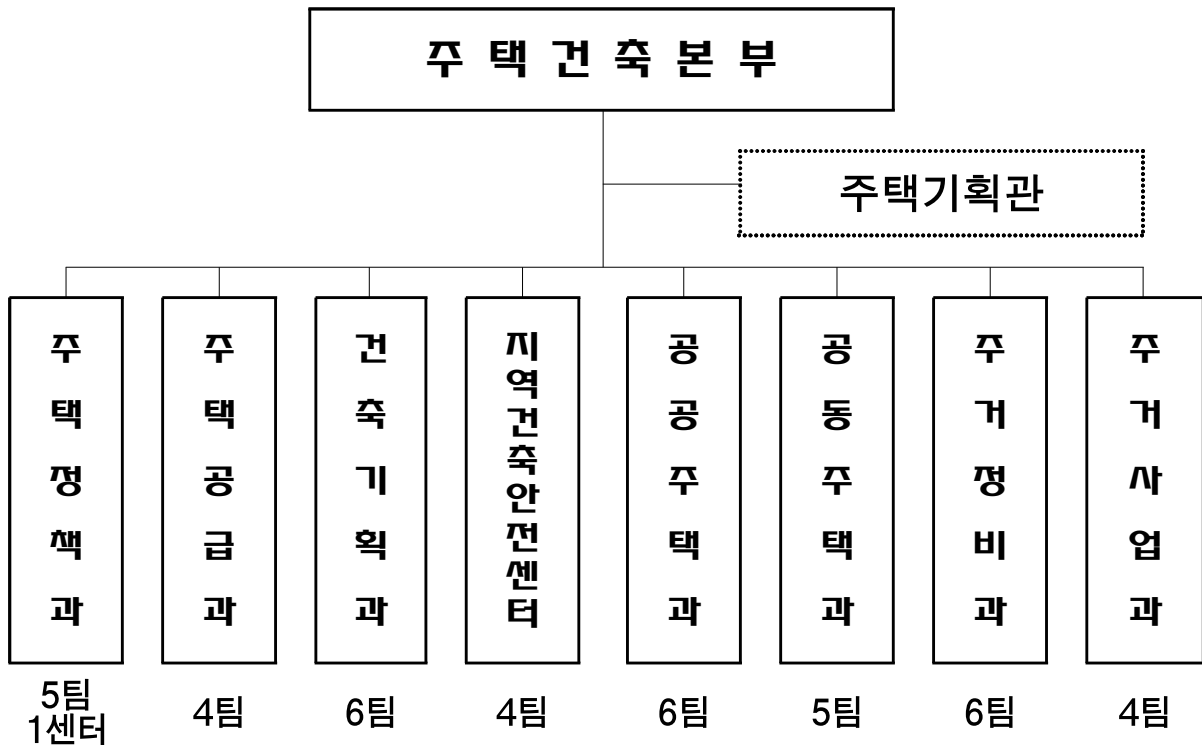 주택건축본부
주택기획관
주택정책과
주택공급과
건축기획과
지역건축안전센터
공공주택과
공동주택과
주거정비과
주거사업과
5팀
1센터
4팀
6팀
4팀
6팀
5팀
6팀
4팀